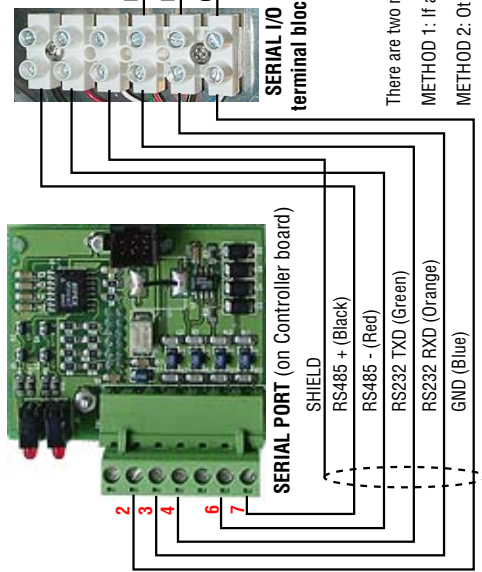 2
3
4
6
7
SERIAL PORT (on Controller board)
SHIELD
RS485 + (Black)
RS485 - (Red)
RS232 TXD (Green)
RS232 RXD (Orange)
GND (Blue)
SERIAL I/O
terminal bloc
There are two
METHOD 1: If a
METHOD 2: Ot